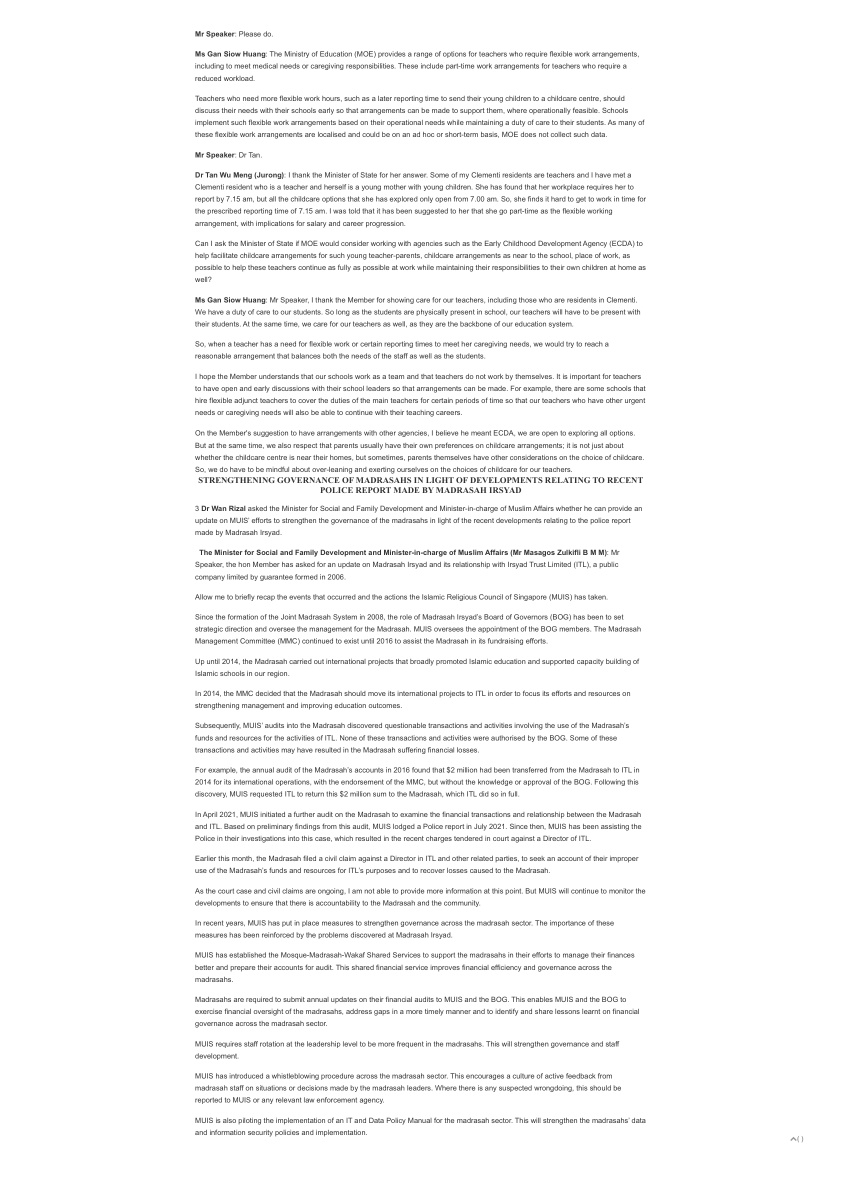 Mr Speaker: Please do.
Ms Gan Siow Huang: The Ministry of Education (MOE) provides a range of options for teachers who require flexible work arrangements,
including to meet medical needs or caregiving responsibilities. These include part-time work arrangements for teachers who require a
reduced workload.
Teachers who need more flexible work hours, such as a later reporting time to send their young children to a childcare centre, should
discuss their needs with their schools early so that arrangements can be made to support them, where operationally feasible. Schools
implement such flexible work arrangements based on their operational needs while maintaining a duty of care to their students. As many of
these flexible work arrangements are localised and could be on an ad hoc or short-term basis, MOE does not collect such data.
Mr Speaker: Dr Tan.
Dr Tan Wu Meng (Jurong): I thank the Minister of State for her answer. Some of my Clementi residents are teachers and I have met a
Clementi resident who is a teacher and herself is a young mother with young children. She has found that her workplace requires her to
report by 7.15 am, but all the childcare options that she has explored only open from 7.00 am. So, she finds it hard to get to work in time for
the prescribed reporting time of 7.15 am. I was told that it has been suggested to her that she go part-time as the flexible working
arrangement, with implications for salary and career progression.
Can I ask the Minister of State if MOE would consider working with agencies such as the Early Childhood Development Agency (ECDA) to
help facilitate childcare arrangements for such young teacher-parents, childcare arrangements as near to the school, place of work, as
possible to help these teachers continue as fully as possible at work while maintaining their responsibilities to their own children at home as
well?
Ms Gan Siow Huang: Mr Speaker, I thank the Member for showing care for our teachers, including those who are residents in Clementi.
We have a duty of care to our students. So long as the students are physically present in school, our teachers will have to be present with
their students. At the same time, we care for our teachers as well, as they are the backbone of our education system.
So, when a teacher has a need for flexible work or certain reporting times to meet her caregiving needs, we would try to reach a
reasonable arrangement that balances both the needs of the staff as well as the students.
I hope the Member understands that our schools work as a team and that teachers do not work by themselves. It is important for teachers
to have open and early discussions with their school leaders so that arrangements can be made. For example, there are some schools that
hire flexible adjunct teachers to cover the duties of the main teachers for certain periods of time so that our teachers who have other urgent
needs or caregiving needs will also be able to continue with their teaching careers.
On the Member's suggestion to have arrangements with other agencies, I believe he meant ECDA, we are open to exploring all options.
But at the same time, we also respect that parents usually have their own preferences on childcare arrangements; it is not just about
whether the childcare centre is near their homes, but sometimes, parents themselves have other considerations on the choice of childcare.
So, we do have to be mindful about over-leaning and exerting ourselves on the choices of childcare for our teachers.
STRENGTHENING GOVERNANCE OF MADRASAHS IN LIGHT OF DEVELOPMENTS RELATING TO RECENT
POLICE REPORT MADE BY MADRASAH IRSYAD
3 Dr Wan Rizal asked the Minister for Social and Family Development and Minister-in-charge of Muslim Affairs whether he can provide an
update on MUIS' efforts to strengthen the governance of the madrasahs in light of the recent developments relating to the police report
made by Madrasah Irsyad.
The Minister for Social and Family Development and Minister-in-charge of Muslim Affairs (Mr Masagos Zulkifli B M M): Mr
Speaker, the hon Member has asked for an update on Madrasah Irsyad and its relationship with Irsyad Trust Limited (ITL), a public
company limited by guarantee formed in 2006.
Allow me to briefly recap the events that occurred and the actions the Islamic Religious Council of Singapore (MUIS) has taken.
Since the formation of the Joint Madrasah System in 2008, the role of Madrasah Irsyad's Board of Governors (BOG) has been to set
strategic direction and oversee the management for the Madrasah. MUIS oversees the appointment of the BOG members. The Madrasah
Management Committee (MMC) continued to exist until 2016 to assist the Madrasah in its fundraising efforts.
Up until 2014, the Madrasah carried out international projects that broadly promoted Islamic education and supported capacity building of
Islamic schools in our region.
In 2014, the MMC decided that the Madrasah should move its international projects to ITL in order to focus its efforts and resources on
strengthening management and improving education outcomes.
Subsequently, MUIS' audits into the Madrasah discovered questionable transactions and activities involving the use of the Madrasah's
funds and resources for the activities of ITL. None of these transactions and activities were authorised by the BOG. Some of these
transactions and activities may have resulted in the Madrasah suffering financial losses.
For example, the annual audit of the Madrasah's accounts in 2016 found that $2 million had been transferred from the Madrasah to ITL in
2014 for its international operations, with the endorsement of the MMC, but without the knowledge or approval of the BOG. Following this
discovery, MUIS requested ITL to return this $2 million sum to the Madrasah, which ITL did so in full.
In April 2021, MUIS initiated a further audit on the Madrasah to examine the financial transactions and relationship between the Madrasah
and ITL. Based on preliminary findings from this audit, MUIS lodged a Police report in July 2021. Since then, MUIS has been assisting the
Police in their investigations into this case, which resulted in the recent charges tendered in court against a Director of ITL.
Earlier this month, the Madrasah filed a civil claim against a Director in ITL and other related parties, to seek an account of their improper
use of the Madrasah's funds and resources for ITL's purposes and to recover losses caused to the Madrasah.
As the court case and civil claims are ongoing, I am not able to provide more information at this point. But MUIS will continue to monitor the
developments to ensure that there is accountability to the Madrasah and the community.
In recent years, MUIS has put in place measures to strengthen governance across the madrasah sector. The importance of these
measures has been reinforced by the problems discovered at Madrasah Irsyad.
MUIS has established the Mosque-Madrasah-Wakaf Shared Services to support the madrasahs in their efforts to manage their finances
better and prepare their accounts for audit. This shared financial service improves financial efficiency and governance across the
madrasahs.
Madrasahs are required to submit annual updates on their financial audits to MUIS and the BOG. This enables MUIS and the BOG to
exercise financial oversight of the madrasahs, address gaps in a more timely manner and to identify and share lessons learnt on financial
governance across the madrasah sector.
MUIS requires staff rotation at the leadership level to be more frequent in the madrasahs. This will strengthen governance and staff
development.
MUIS has introduced a whistleblowing procedure across the madrasah sector. This encourages a culture of active feedback from
madrasah staff on situations or decisions made by the madrasah leaders. Where there is any suspected wrongdoing, this should be
reported to MUIS or any relevant law enforcement agency.
MUIS is also piloting the implementation of an IT and Data Policy Manual for the madrasah sector. This will strengthen the madrasahs' data
and information security policies and implementation.
( )